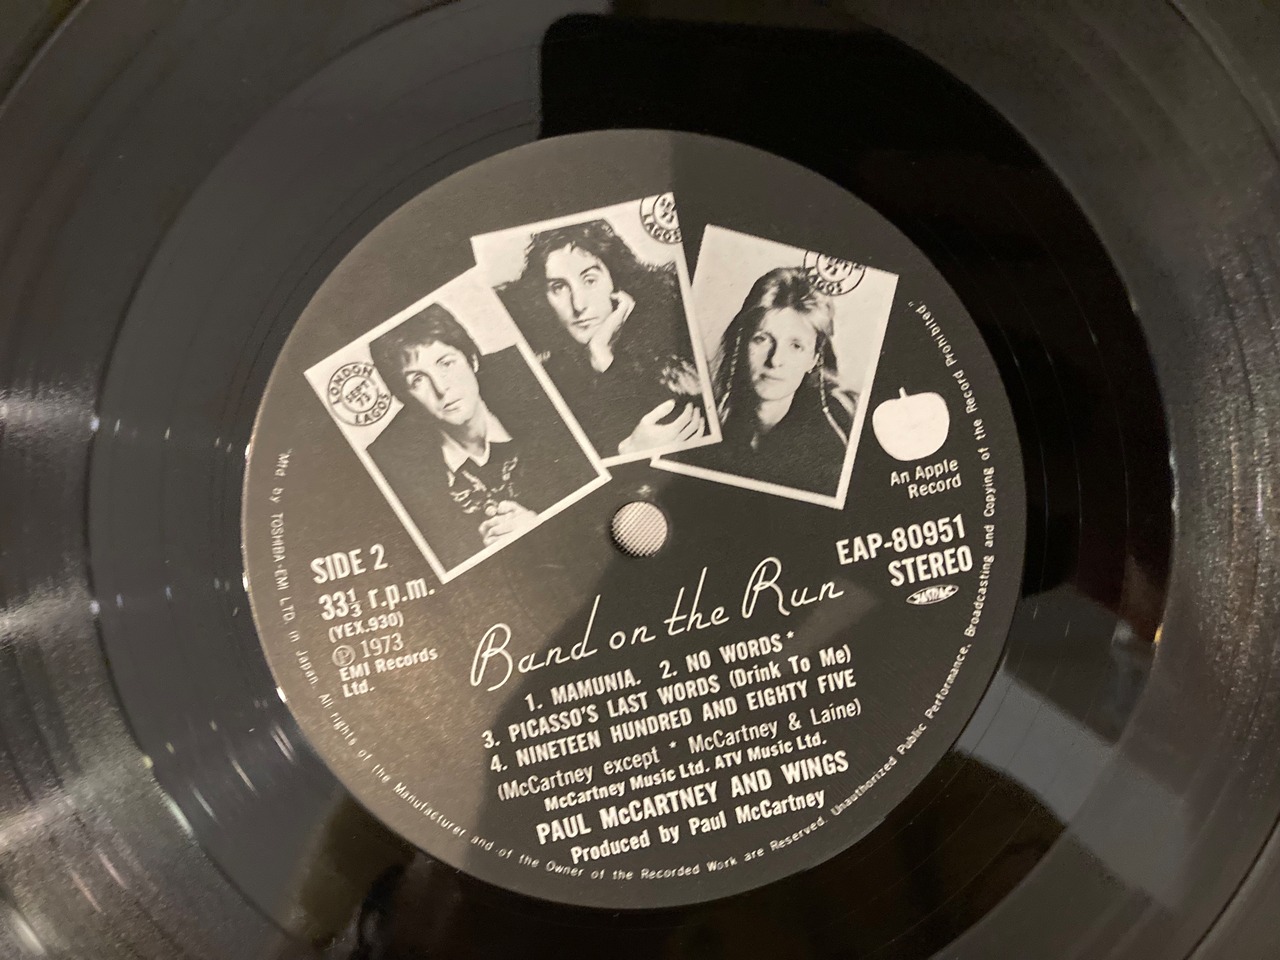 LONDON
SEPT
73
LAGOS
LAGOS
LAGOS
An Apple
Record
SIDE 2
33⅓ r.p.m.
(YEX.930)
Ⓟ 1973
EMI Records
Ltd.
EAP-80951
STEREO
JASRAC
Band on the Run
1. MAMUNIA. 2. NO WORDS*
3. PICASSO'S LAST WORDS (Drink To Me)
4. NINETEEN HUNDRED AND EIGHTY FIVE
(McCartney except * McCartney & Laine)
McCartney Music Ltd. ATV Music Ltd.
PAUL McCARTNEY AND WINGS
Produced by Paul McCartney
"Mfd. by TOSHIBA-EMI LTD. in Japan. All rights of the Manufacturer and of the Owner of the Recorded Work are Reserved. Unauthorized Public Performance, Broadcasting and Copying of the Record Prohibited."